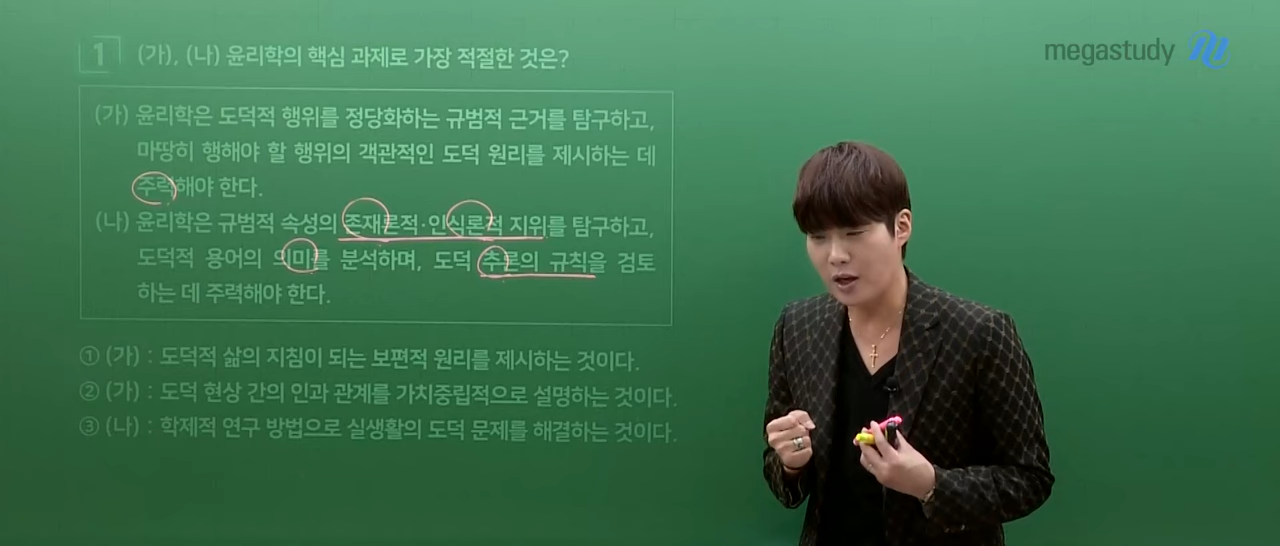 1 (가), (나) 윤리학의 핵심 과제로 가장 적절한 것은?
megastudy
(가) 윤리학은 도덕적 행위를 정당화하는 규범적 근거를 탐구하고,
마땅히 행해야 할 행위의 객관적인 도덕 원리를 제시하는 데
주력해야 한다.
(나) 윤리학은 규범적 속성의 존재론적·인식론적 지위를 탐구하고,
도덕적 용어의 의미를 분석하며, 도덕 추론의 규칙을 검토
하는 데 주력해야 한다.
① (가) : 도덕적 삶의 지침이 되는 보편적 원리를 제시하는 것이다.
② (가) : 도덕 현상 간의 인과 관계를 가치중립적으로 설명하는 것이다.
③ (나) : 학제적 연구 방법으로 실생활의 도덕 문제를 해결하는 것이다.